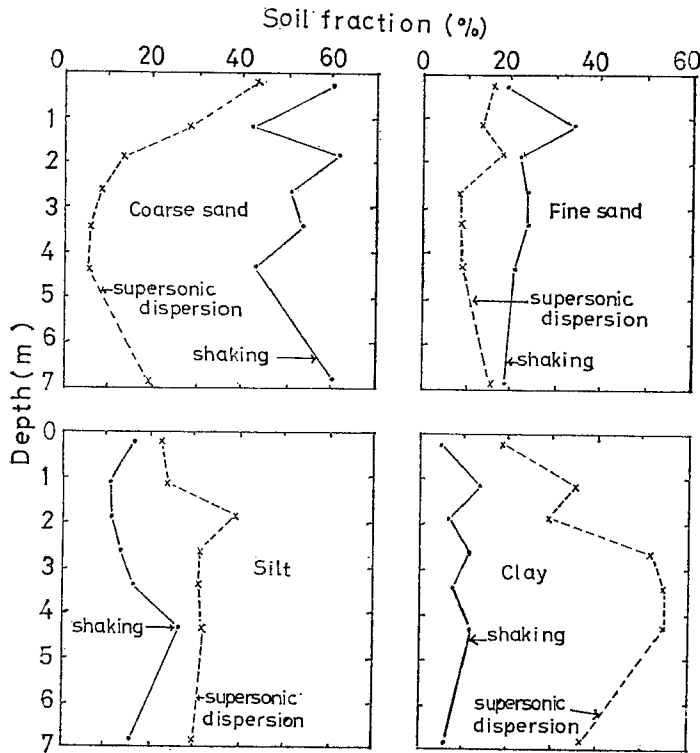 Soil fraction (%)
0 20 40 60 0 20 40 60
1
2
3
4
5
6
7
Coarse sand
supersonic
dispersion
shaking
Fine sand
supersonic
dispersion
shaking
Depth(m)
0
1
2
3
4
5
6
7
Silt
shaking
supersonic
dispersion
Clay
shaking
supersonic
dispersion